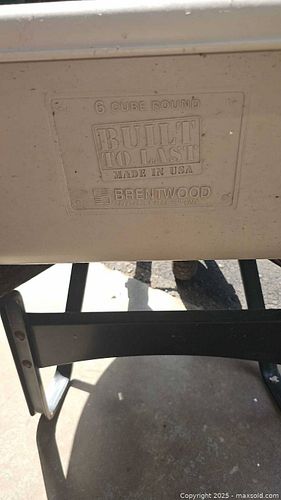 6 CUBE ROUND
BUILT
TO LAST
MADE IN USA
BRENTWOOD
Copyright © 2025 - maxsold.com